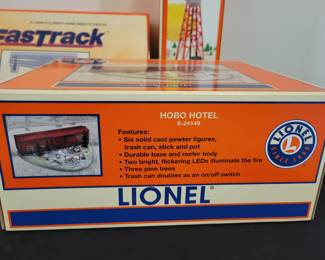 FasTrack
HOBO HOTEL
6-24149
Features:
• Six solid cast pewter figures,
trash can, stick and pot
• Durable base and reefer body
• Two bright, flickering LEDs illuminate the fire
• Three pine trees
• Trash can doubles as an on/off switch
LIONEL
SINCE 1900
L
LIONEL®